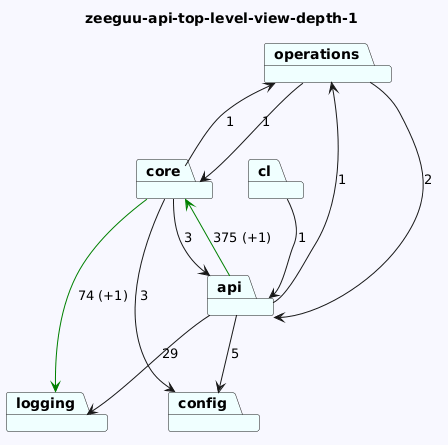 zeeguu-api-top-level-view-depth-1
operations
1
1
core
cl
1
2
3
375 (+1)
1
api
74 (+1)
3
29
5
logging
config